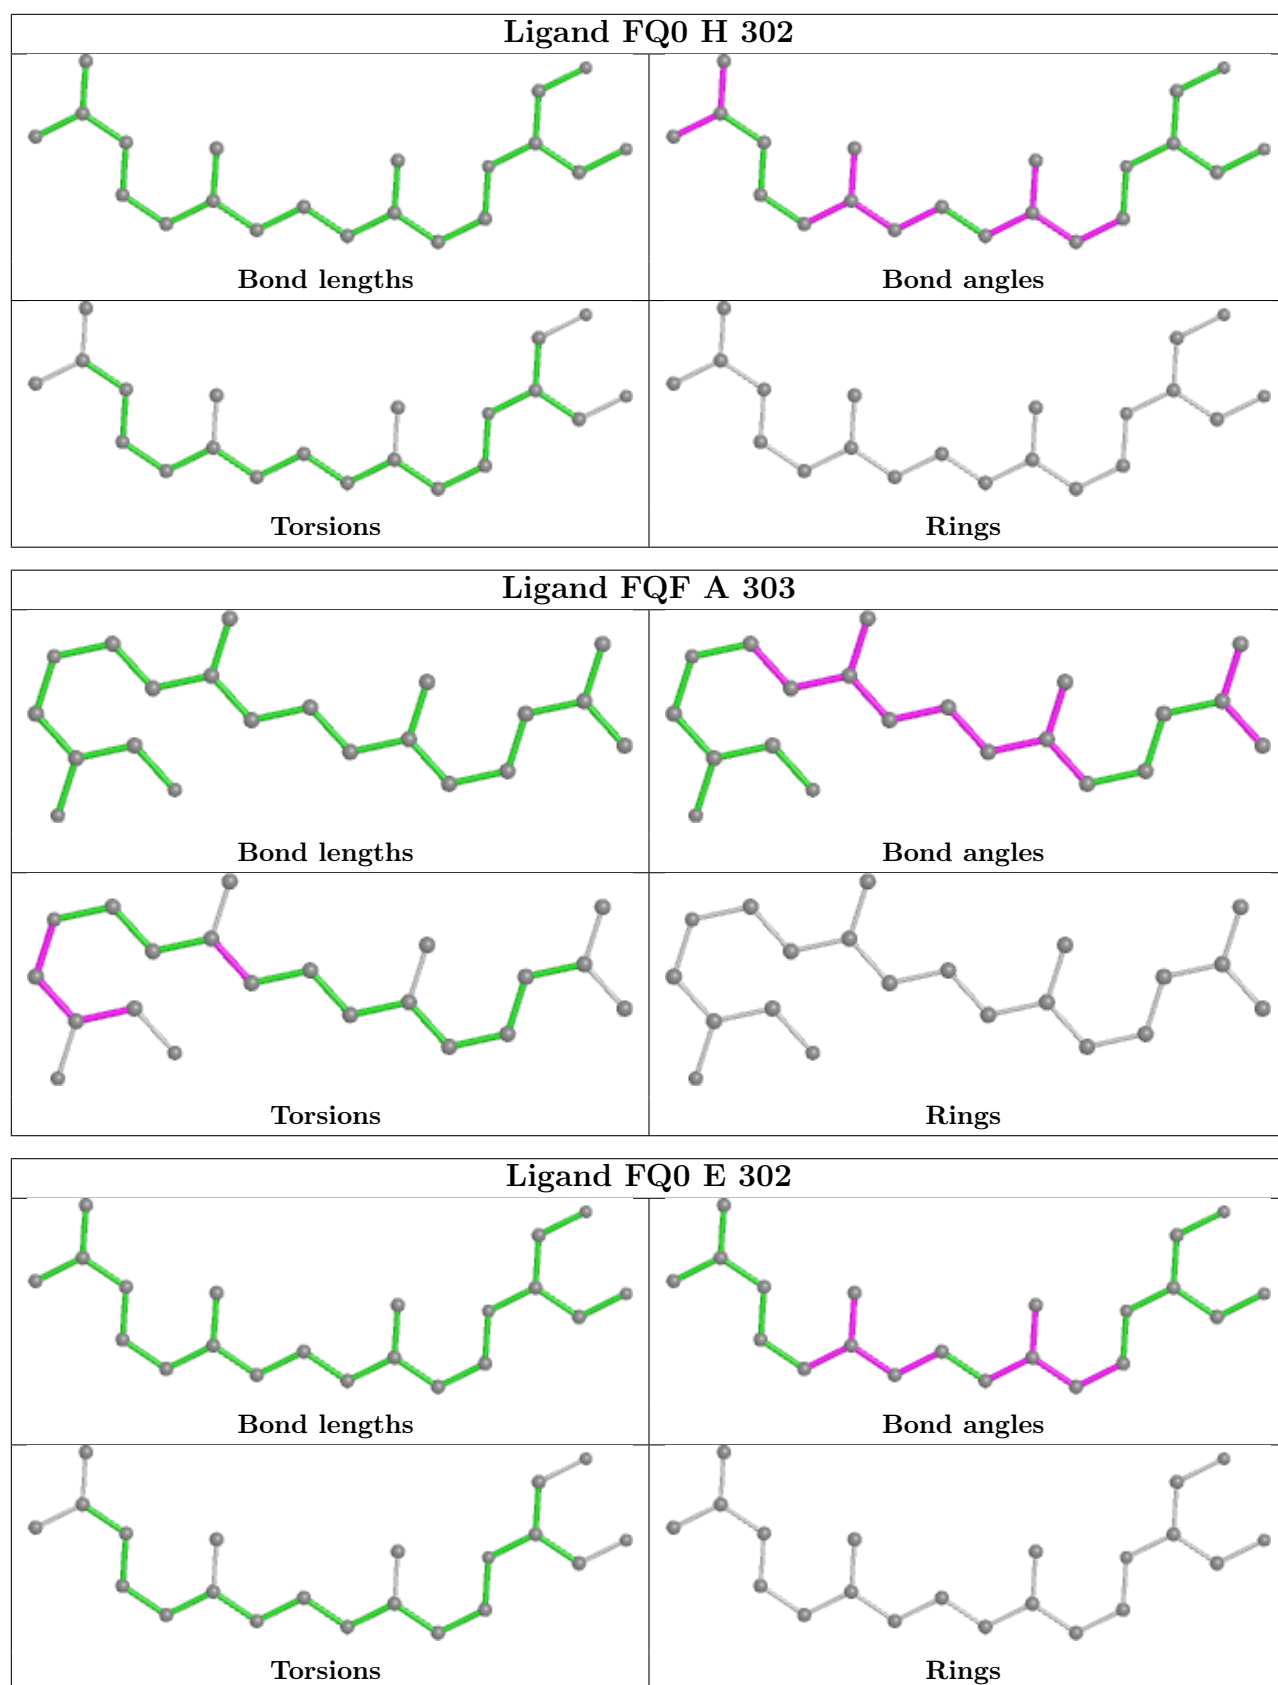 Ligand FQ0 H 302
Bond lengths
Bond angles
Torsions
Rings
Ligand FQF A 303
Bond lengths
Bond angles
Torsions
Rings
Ligand FQ0 E 302
Bond lengths
Bond angles
Torsions
Rings